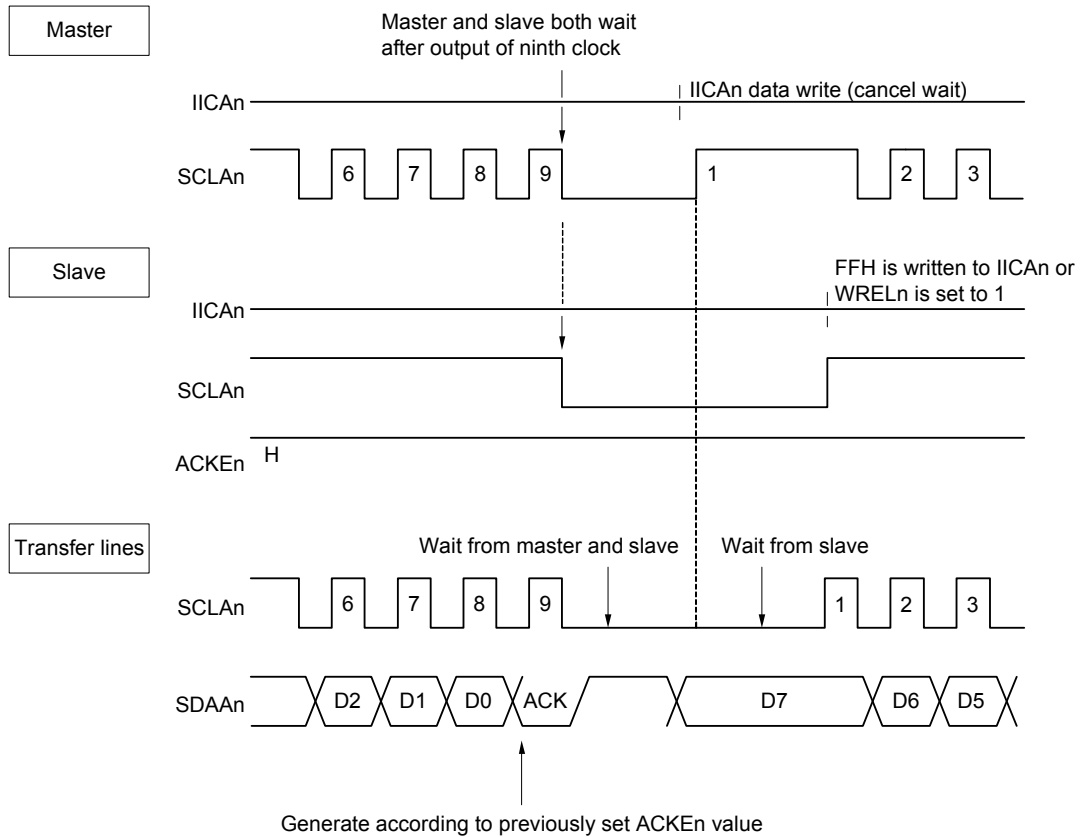 Master
Master and slave both wait
after output of ninth clock
IICAn
IICAn data write (cancel wait)
SCLAn
6 7 8 9 1 2 3
Slave
FFH is written to IICAn or
WRELn is set to 1
IICAn
SCLAn
H
ACKEn
Transfer lines
Wait from master and slave Wait from slave
SCLAn
6 7 8 9 1 2 3
SDAAn
D2 D1 D0 ACK D7 D6 D5
Generate according to previously set ACKEn value